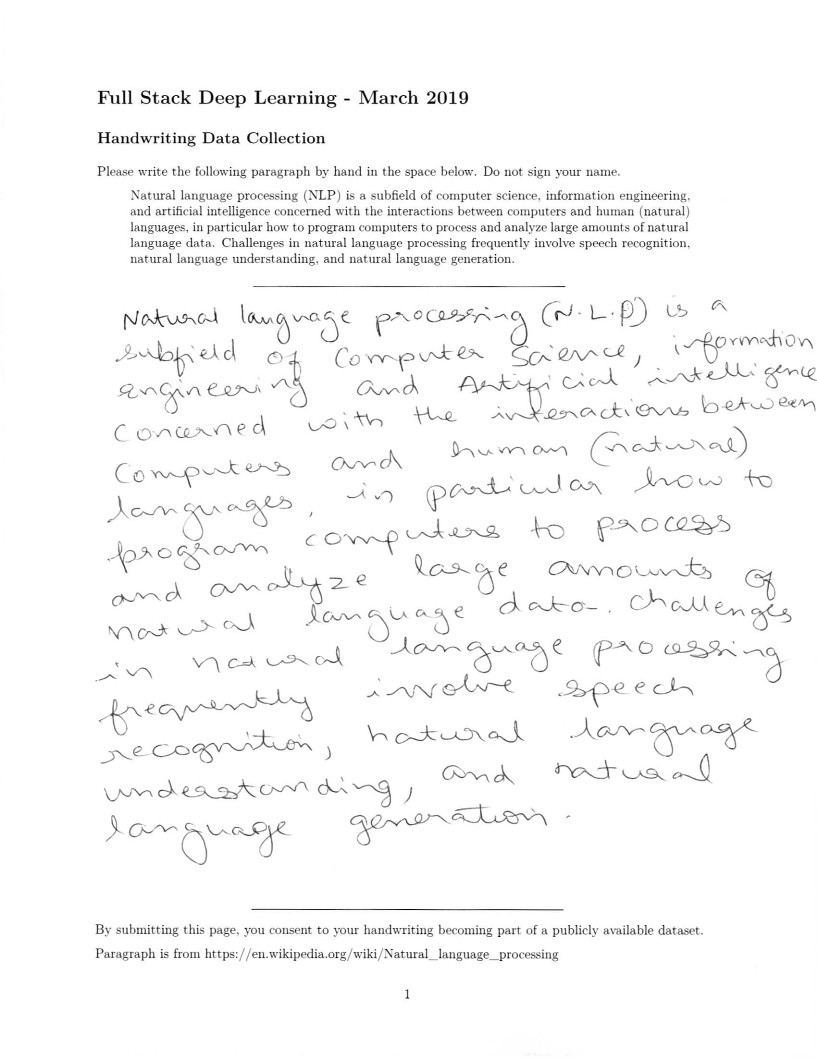 Full Stack Deep Learning - March 2019
Handwriting Data Collection
Please write the following paragraph by hand in the space below. Do not sign your name.
Natural language processing (NLP) is a subfield of computer science, information engineering,
and artificial intelligence concerned with the interactions between computers and human (natural)
languages, in particular how to program computers to process and analyze large amounts of natural
language data. Challenges in natural language processing frequently involve speech recognition,
natural language understanding, and natural language generation.
Natural language processing (N.L.P) is a
subfield of Computer Science, information
engineering and Artificial intelligence
Concerned with the interactions between
Computers and human (natural)
languages, in particular how to
program computers to process
and analyze large amounts of
natural language data. Challenges
in natural language processing
frequently involve speech
recognition, natural language
understanding, and natural
language generation.
By submitting this page, you consent to your handwriting becoming part of a publicly available dataset.
Paragraph is from https://en.wikipedia.org/wiki/Natural_language_processing
1